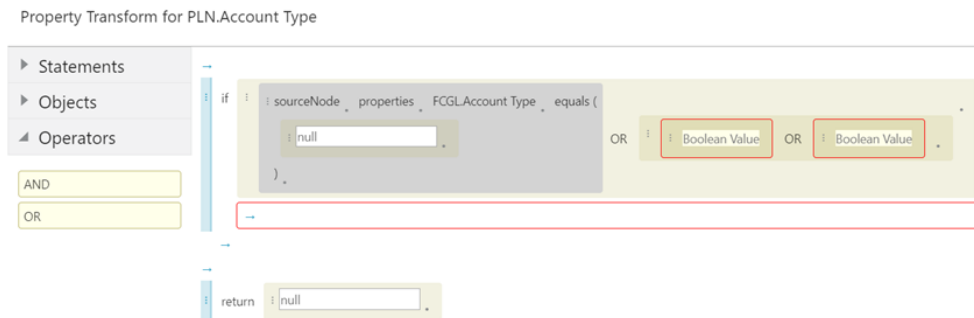 Property Transform for PLN.Account Type
Statements
Objects
Operators
AND
OR
if sourceNode properties FCGL.Account Type equals (
null
) .
OR Boolean Value OR Boolean Value .
return null .